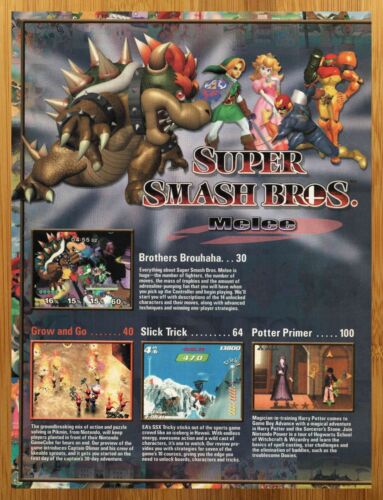 SUPER
SMASH BROS.
Melee
Brothers Brouhaha. . . 30
Everything about Super Smash Bros. Melee is
huge—the number of fighters, the number of
moves, the mass of trophies and the amount of
adrenaline-pumping fun that you will have when
you pick up the Controller and begin playing. We'll
start you off with descriptions of the 14 unlocked
characters and their moves, along with advanced
techniques and winning one-player strategies.
Grow and Go ....... 40
The groundbreaking mix of action and puzzle
solving in Pikmin, from Nintendo, will keep
players planted in front of their Nintendo
GameCube for hours on end. Our preview of the
game introduces Captain Olimar and his crew of
likeable sprouts, and it gets you started on the
first day of the captain's 30-day adventure.
Slick Trick ......... 64
EA's SSX Tricky slicks out of the sports game
crowd like an iceberg in Hawaii. With endless
energy, awesome action and a wild cast of
characters, it's one to watch. Our review pro-
vides you with strategies for seven of the
game's 10 courses, giving you the edge you
need to unlock boards, characters and tricks.
Potter Primer ..... 100
Magician-in-training Harry Potter comes to
Game Boy Advance with a magical adventure
in Harry Potter and the Sorcerer's Stone. Join
Nintendo Power in a tour of Hogwarts School
of Witchcraft & Wizardry and learn the
basics of movement, staff challenges and
the elimination of baddies, such as the
troublesome Doxies.